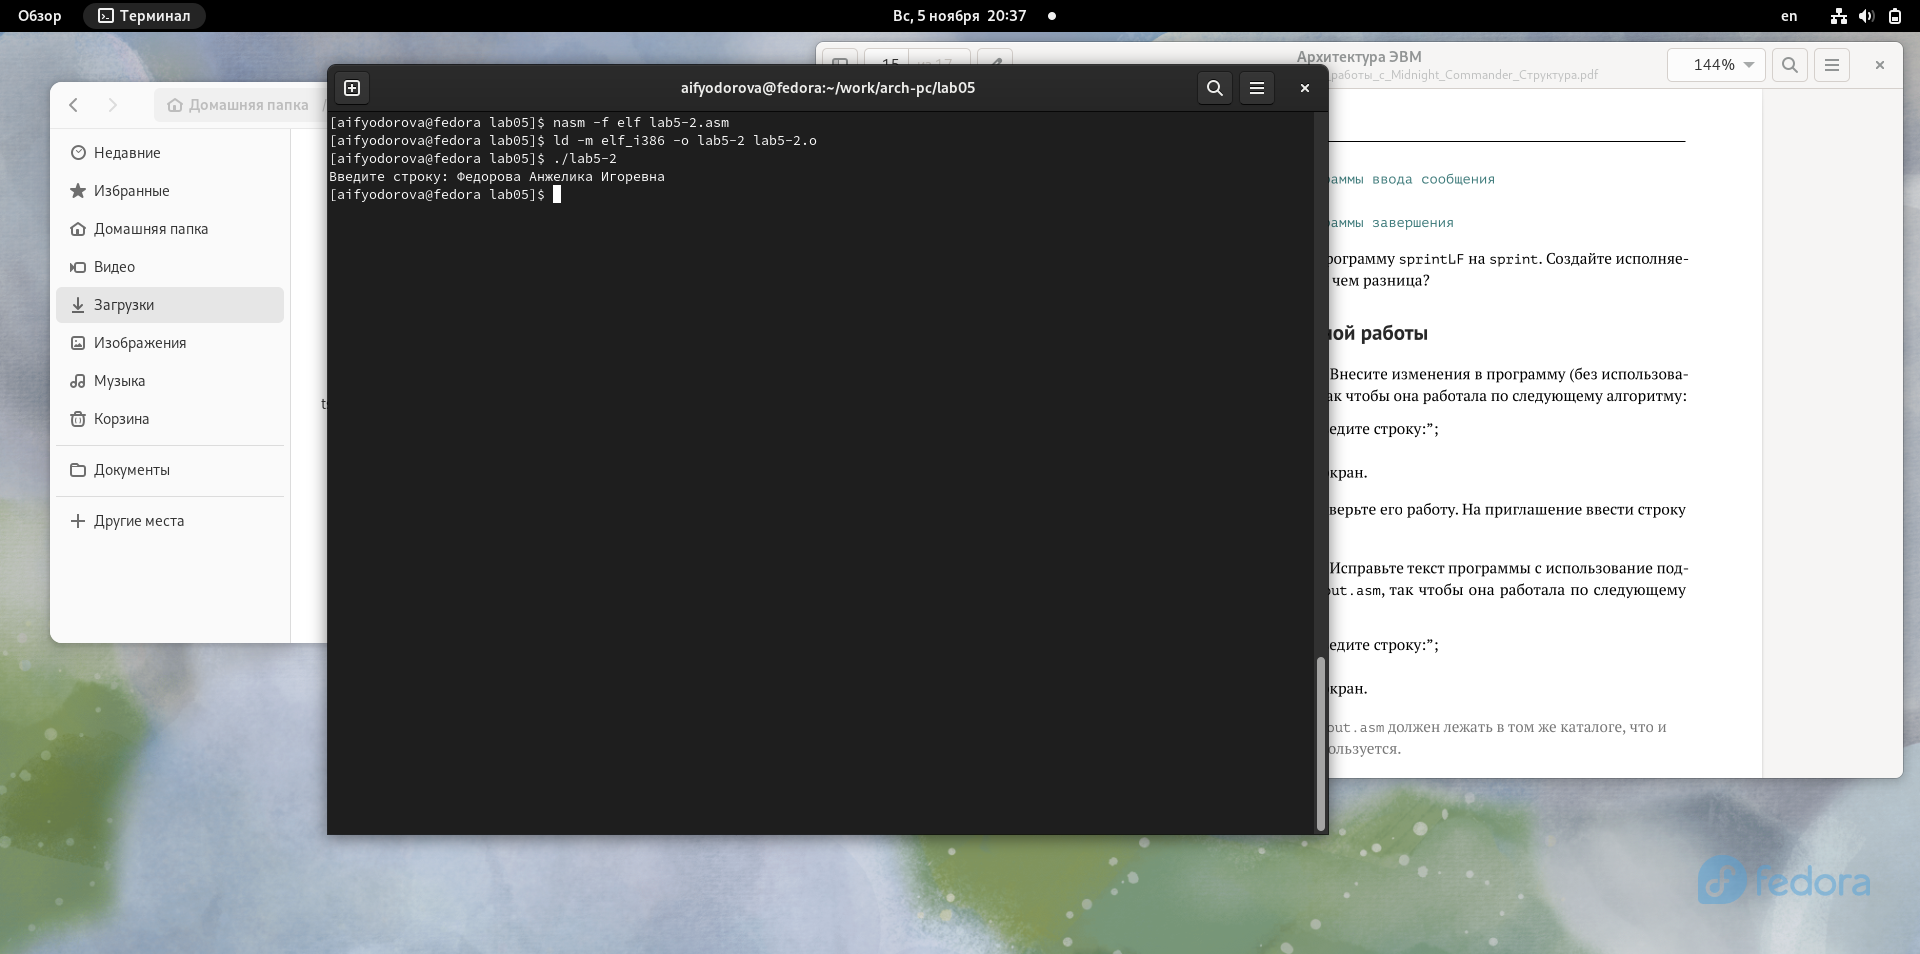 Обзор
Терминал
Вс, 5 ноября 20:37
en
Архитектура ЭВМ
работы_с_Midnight_Commander_Структура.pdf
144%
Домашняя папка /
Недавние
Избранные
Домашняя папка
Видео
Загрузки
Изображения
Музыка
Корзина
Документы
Другие места
aifyodorova@fedora:~/work/arch-pc/lab05
[aifyodorova@fedora lab05]$ nasm -f elf lab5-2.asm
[aifyodorova@fedora lab05]$ ld -m elf_i386 -o lab5-2 lab5-2.o
[aifyodorova@fedora lab05]$ ./lab5-2
Введите строку: Федорова Анжелика Игоревна
[aifyodorova@fedora lab05]$
аммы ввода сообщения
аммы завершения
рограмму sprintLF на sprint. Создайте исполняе-
чем разница?
ной работы
Внесите изменения в программу (без использова-
ак чтобы она работала по следующему алгоритму:
едите строку:”;
кран.
верьте его работу. На приглашение ввести строку
Исправьте текст программы с использование под-
out.asm, так чтобы она работала по следующему
едите строку:”;
кран.
out.asm должен лежать в том же каталоге, что и
ользуется.
fedora